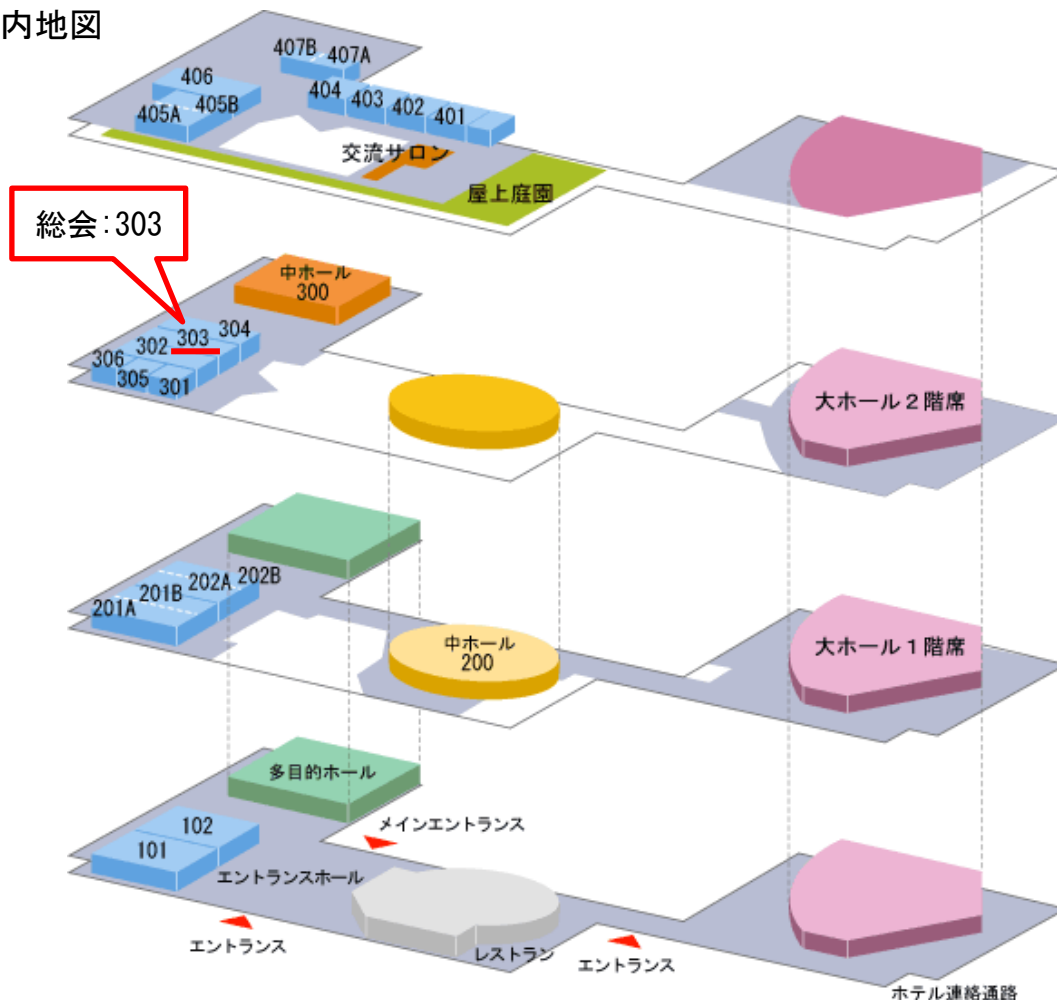 内地図
407B
407A
406
404
403
402
401
405A
405B
交流サロン
屋上庭園
総会:303
中ホール
300
304
303
302
306
305
301
大ホール2階席
202B
202A
201B
201A
中ホール
200
大ホール1階席
多目的ホール
メインエントランス
102
101
エントランスホール
エントランス
レストラン
エントランス
ホテル連絡通路